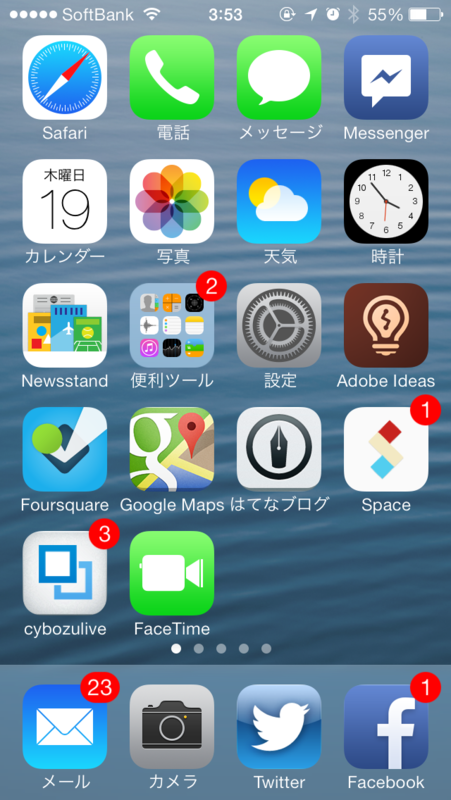 SoftBank 3:53 55%
Safari 電話 メッセージ Messenger
木曜日
19
カレンダー 写真 天気 時計
2
Newsstand 便利ツール 設定 Adobe Ideas
1
Foursquare Google Maps はてなブログ Space
3
cybozulive FaceTime
23 1
メール カメラ Twitter Facebook